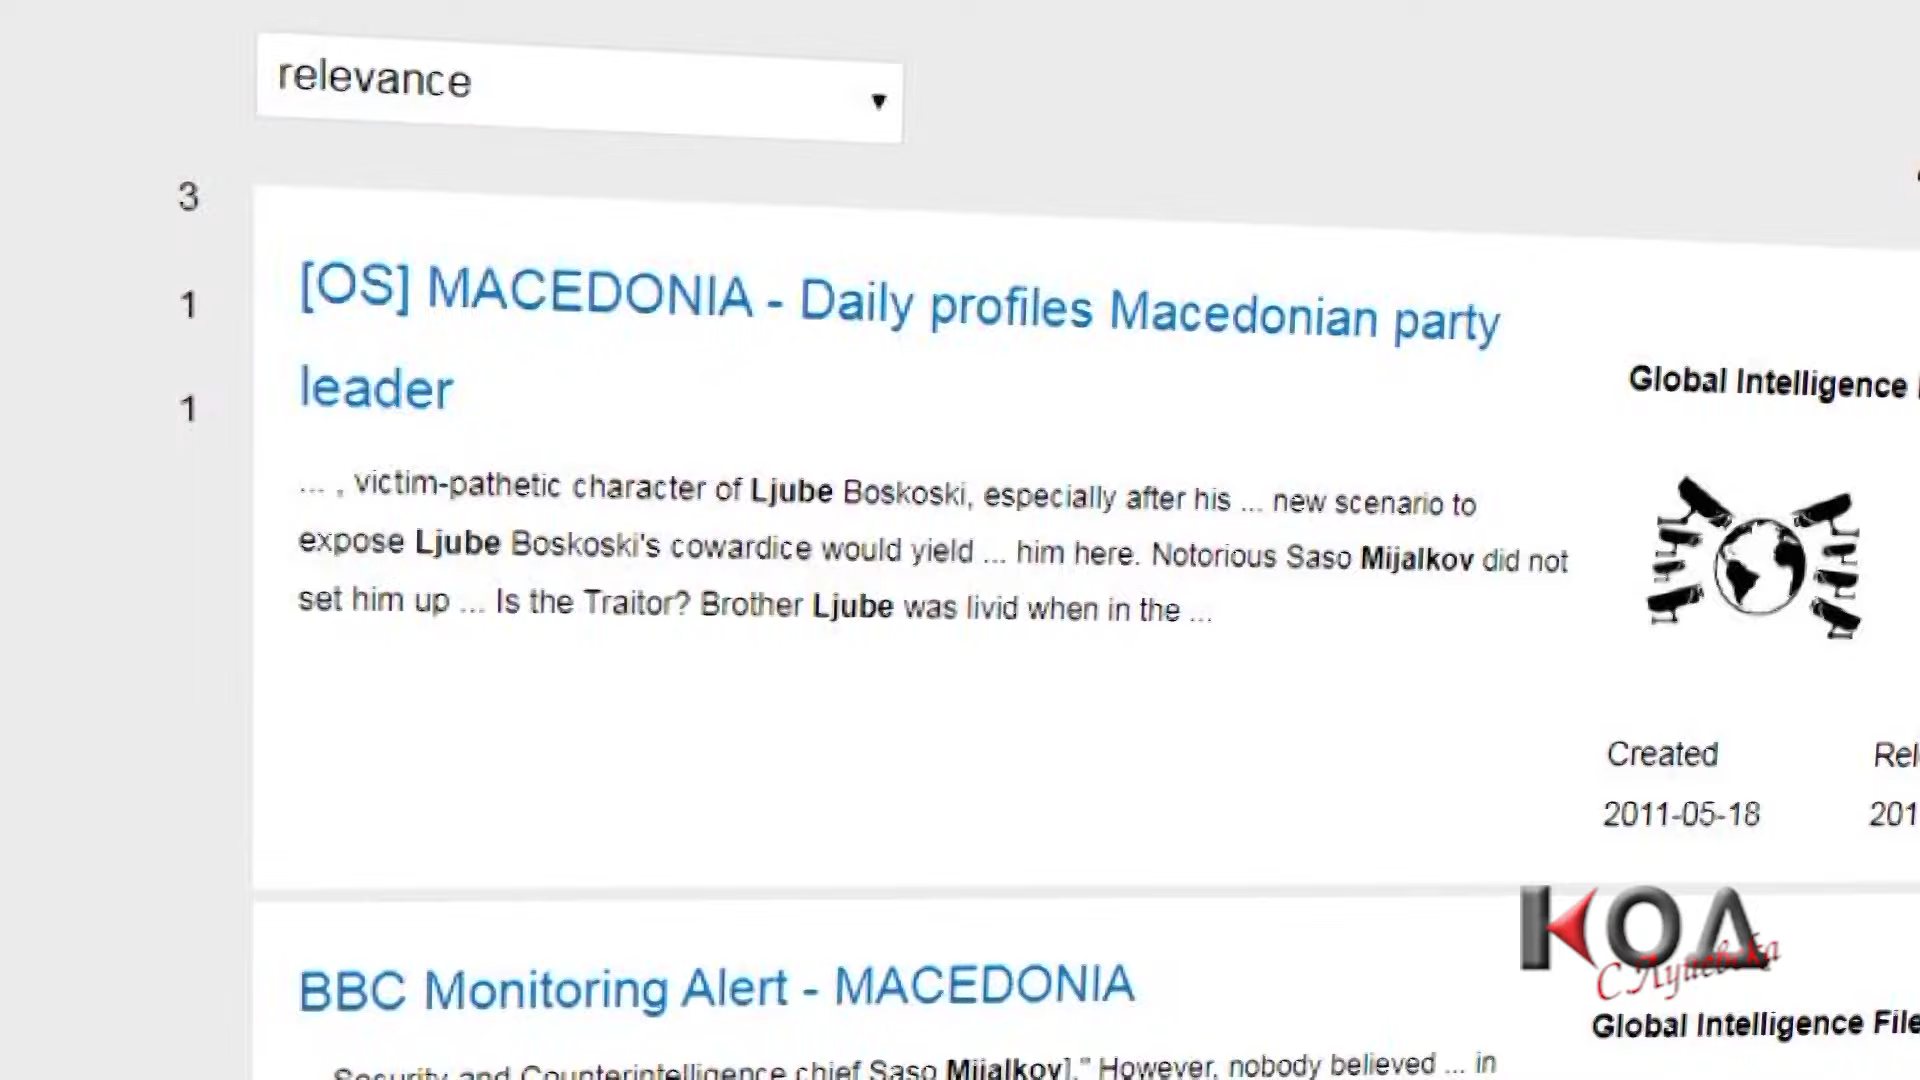 relevance
3
1
1
[OS] MACEDONIA - Daily profiles Macedonian party
leader
... , victim-pathetic character of Ljube Boskoski, especially after his ... new scenario to
expose Ljube Boskoski's cowardice would yield ... him here. Notorious Saso Mijalkov did not
set him up ... Is the Traitor? Brother Ljube was livid when in the ...
Global Intelligence
Created
2011-05-18
BBC Monitoring Alert - MACEDONIA
Security and Counterintelligence chief Saso Mijalkov]." However, nobody believed ... in
КОД
Global Intelligence File